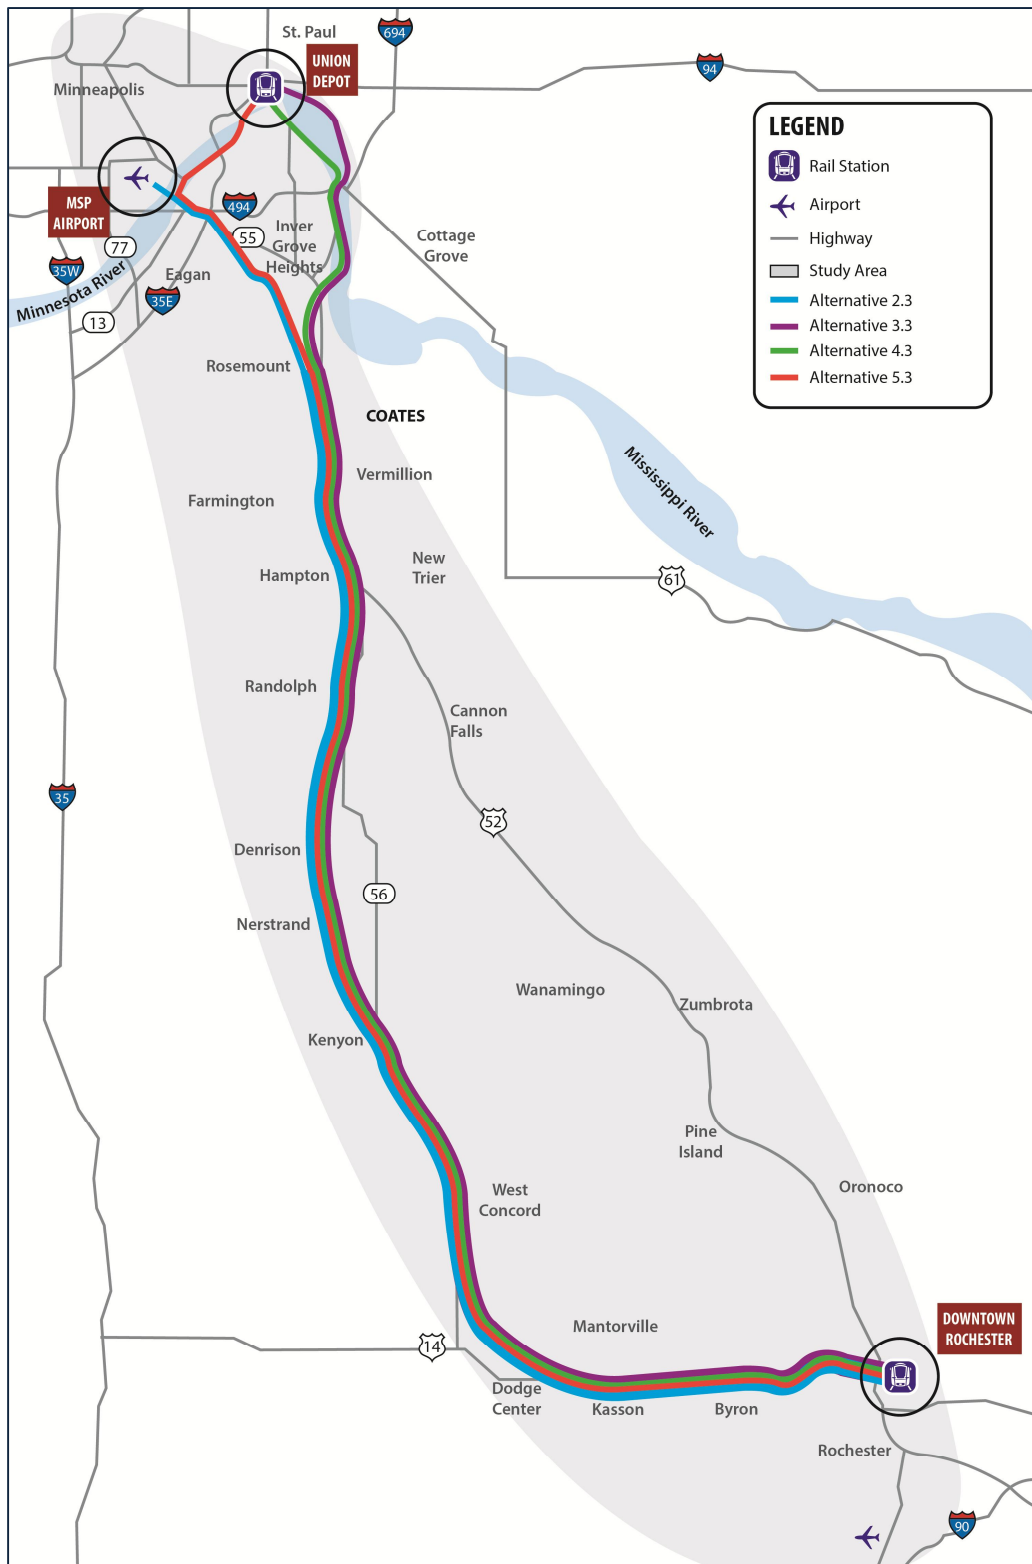 St. Paul
694
UNION
DEPOT
94
Minneapolis
LEGEND
Rail Station
Airport
Highway
Study Area
Alternative 2.3
Alternative 3.3
Alternative 4.3
Alternative 5.3
MSP
AIRPORT
494
55
Inver
Grove
Heights
Cottage
Grove
77
35W
Minnesota River
Eagan
35E
13
Rosemount
COATES
Vermillion
Farmington
Mississippi River
New
Trier
Hampton
61
Randolph
Cannon
Falls
35
52
Denrison
56
Nerstrand
Wanamingo
Zumbrota
Kenyon
Pine
Island
Oronoco
West
Concord
DOWNTOWN
ROCHESTER
Mantorville
14
Dodge
Center
Kasson
Byron
Rochester
90